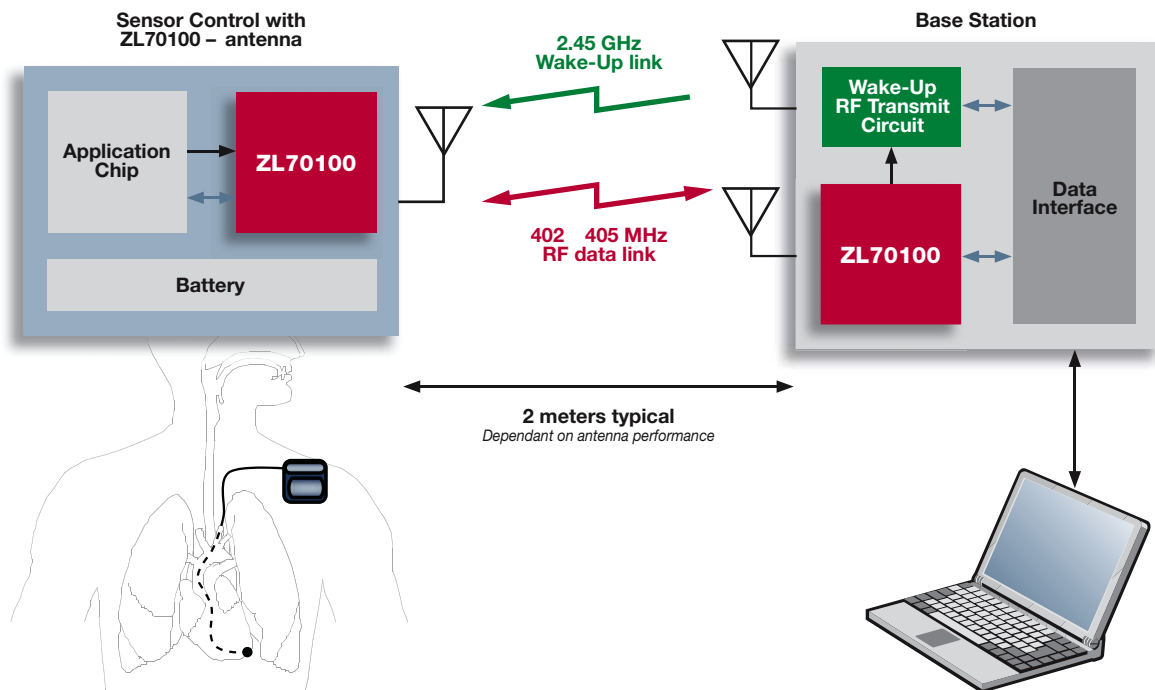 Sensor Control with
ZL70100 – antenna
Base Station
2.45 GHz
Wake-Up link
Wake-Up
RF Transmit
Circuit
Application
Chip
ZL70100
Data
Interface
402 405 MHz
RF data link
ZL70100
Battery
2 meters typical
Dependant on antenna performance